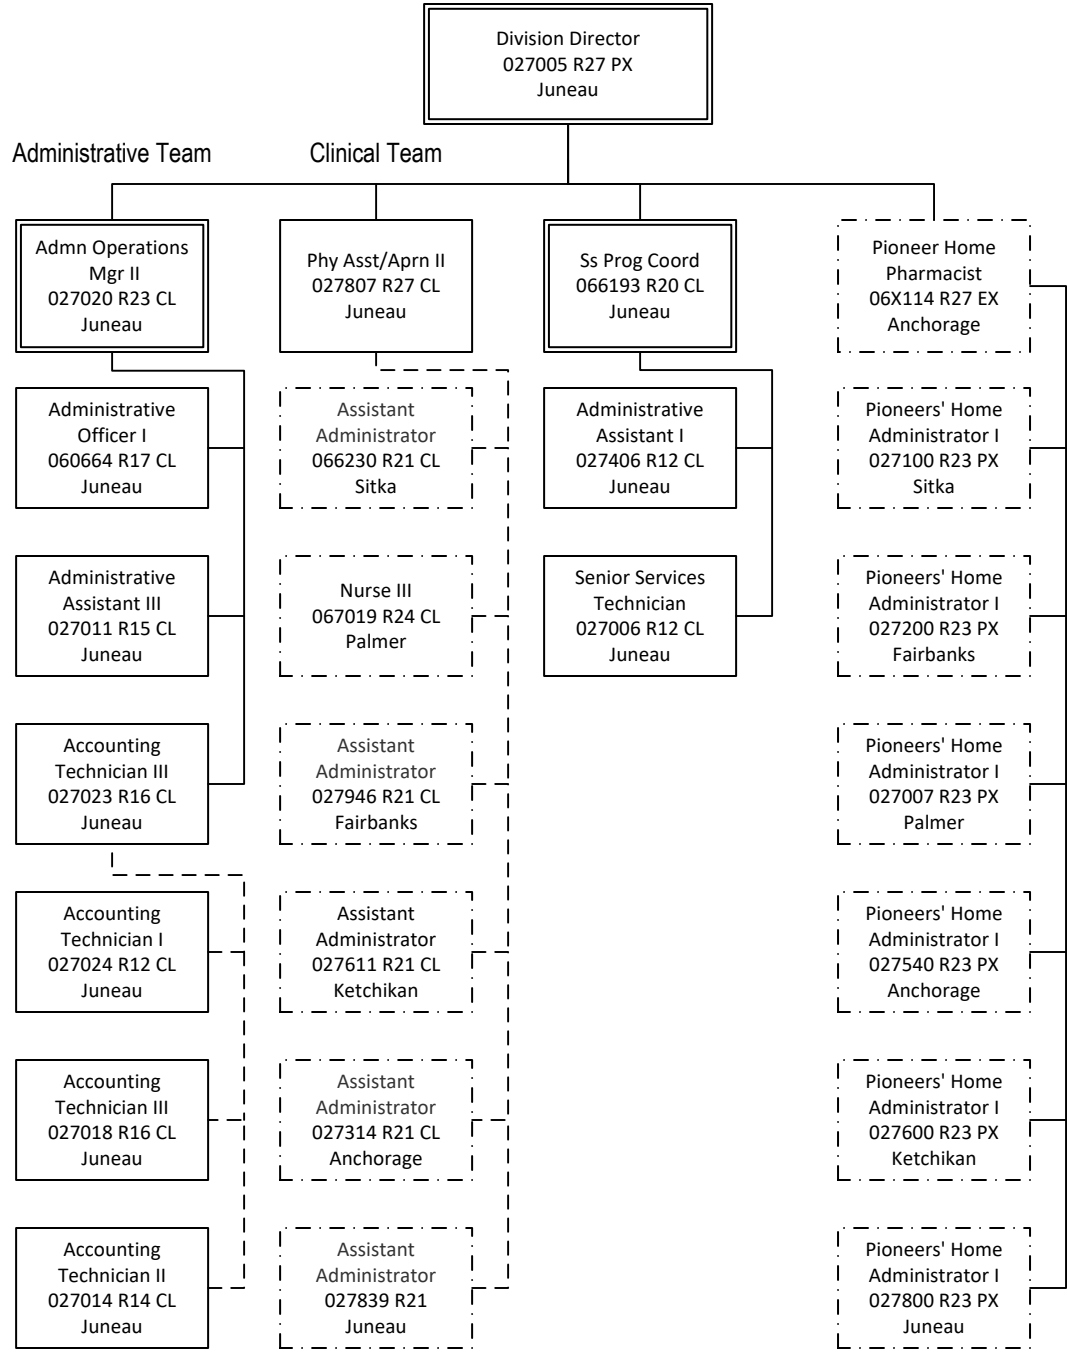 Division Director
027005 R27 PX
Juneau
Administrative Team
Clinical Team
Admn Operations
Mgr II
027020 R23 CL
Juneau
Administrative
Officer I
060664 R17 CL
Juneau
Administrative
Assistant III
027011 R15 CL
Juneau
Accounting
Technician III
027023 R16 CL
Juneau
Accounting
Technician I
027024 R12 CL
Juneau
Accounting
Technician III
027018 R16 CL
Juneau
Accounting
Technician II
027014 R14 CL
Juneau
Phy Asst/Aprn II
027807 R27 CL
Juneau
Assistant
Administrator
066230 R21 CL
Sitka
Nurse III
067019 R24 CL
Palmer
Assistant
Administrator
027946 R21 CL
Fairbanks
Assistant
Administrator
027611 R21 CL
Ketchikan
Assistant
Administrator
027314 R21 CL
Anchorage
Assistant
Administrator
027839 R21
Juneau
Ss Prog Coord
066193 R20 CL
Juneau
Administrative
Assistant I
027406 R12 CL
Juneau
Senior Services
Technician
027006 R12 CL
Juneau
Pioneer Home
Pharmacist
06X114 R27 EX
Anchorage
Pioneers' Home
Administrator I
027100 R23 PX
Sitka
Pioneers' Home
Administrator I
027200 R23 PX
Fairbanks
Pioneers' Home
Administrator I
027007 R23 PX
Palmer
Pioneers' Home
Administrator I
027540 R23 PX
Anchorage
Pioneers' Home
Administrator I
027600 R23 PX
Ketchikan
Pioneers' Home
Administrator I
027800 R23 PX
Juneau